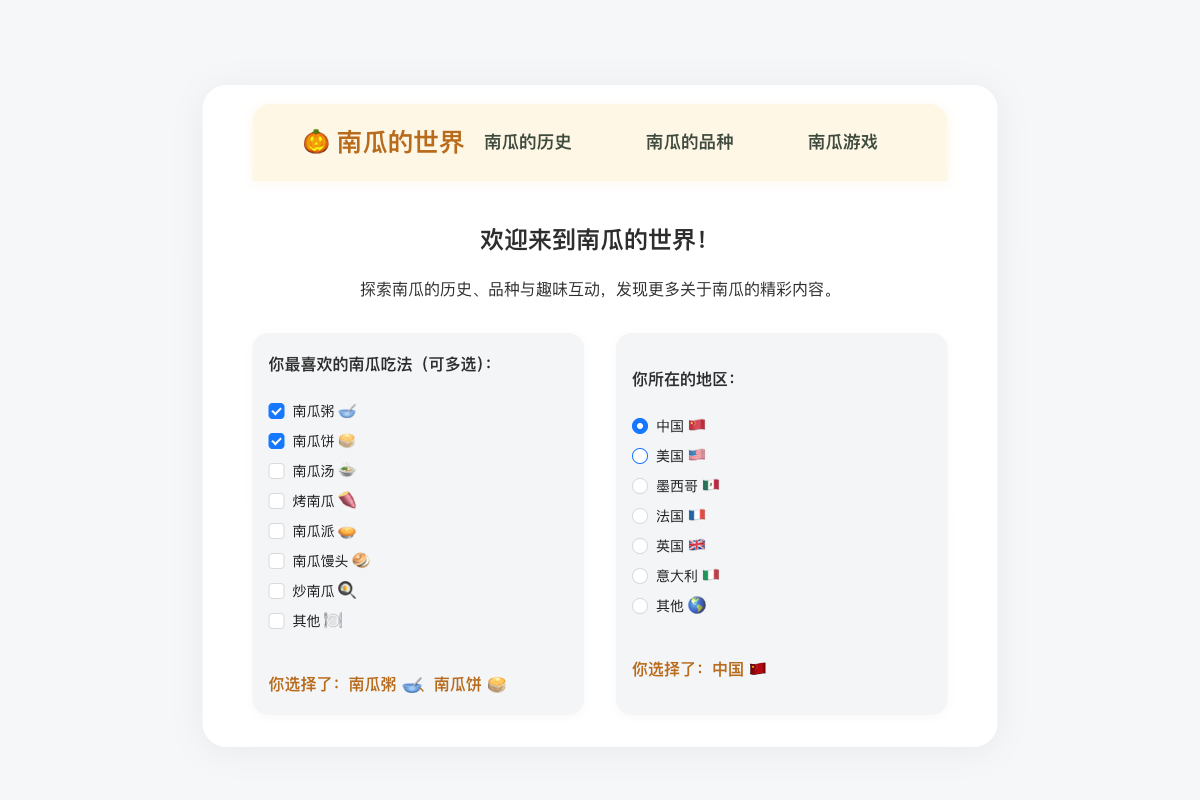 🎃 南瓜的世界 南瓜的历史 南瓜的品种 南瓜游戏
欢迎来到南瓜的世界！
探索南瓜的历史、品种与趣味互动，发现更多关于南瓜的精彩内容。
你最喜欢的南瓜吃法（可多选）：
南瓜粥 🥣
南瓜饼 🥞
南瓜汤 🍲
烤南瓜 🍠
南瓜派 🥧
南瓜馒头 🥯
炒南瓜 🍳
其他 🍽️
你选择了：南瓜粥 🥣 南瓜饼 🥞
你所在的地区：
中国 🇨🇳
美国 🇺🇸
墨西哥 🇲🇽
法国 🇫🇷
英国 🇬🇧
意大利 🇮🇹
其他 🌎
你选择了：中国 🇨🇳